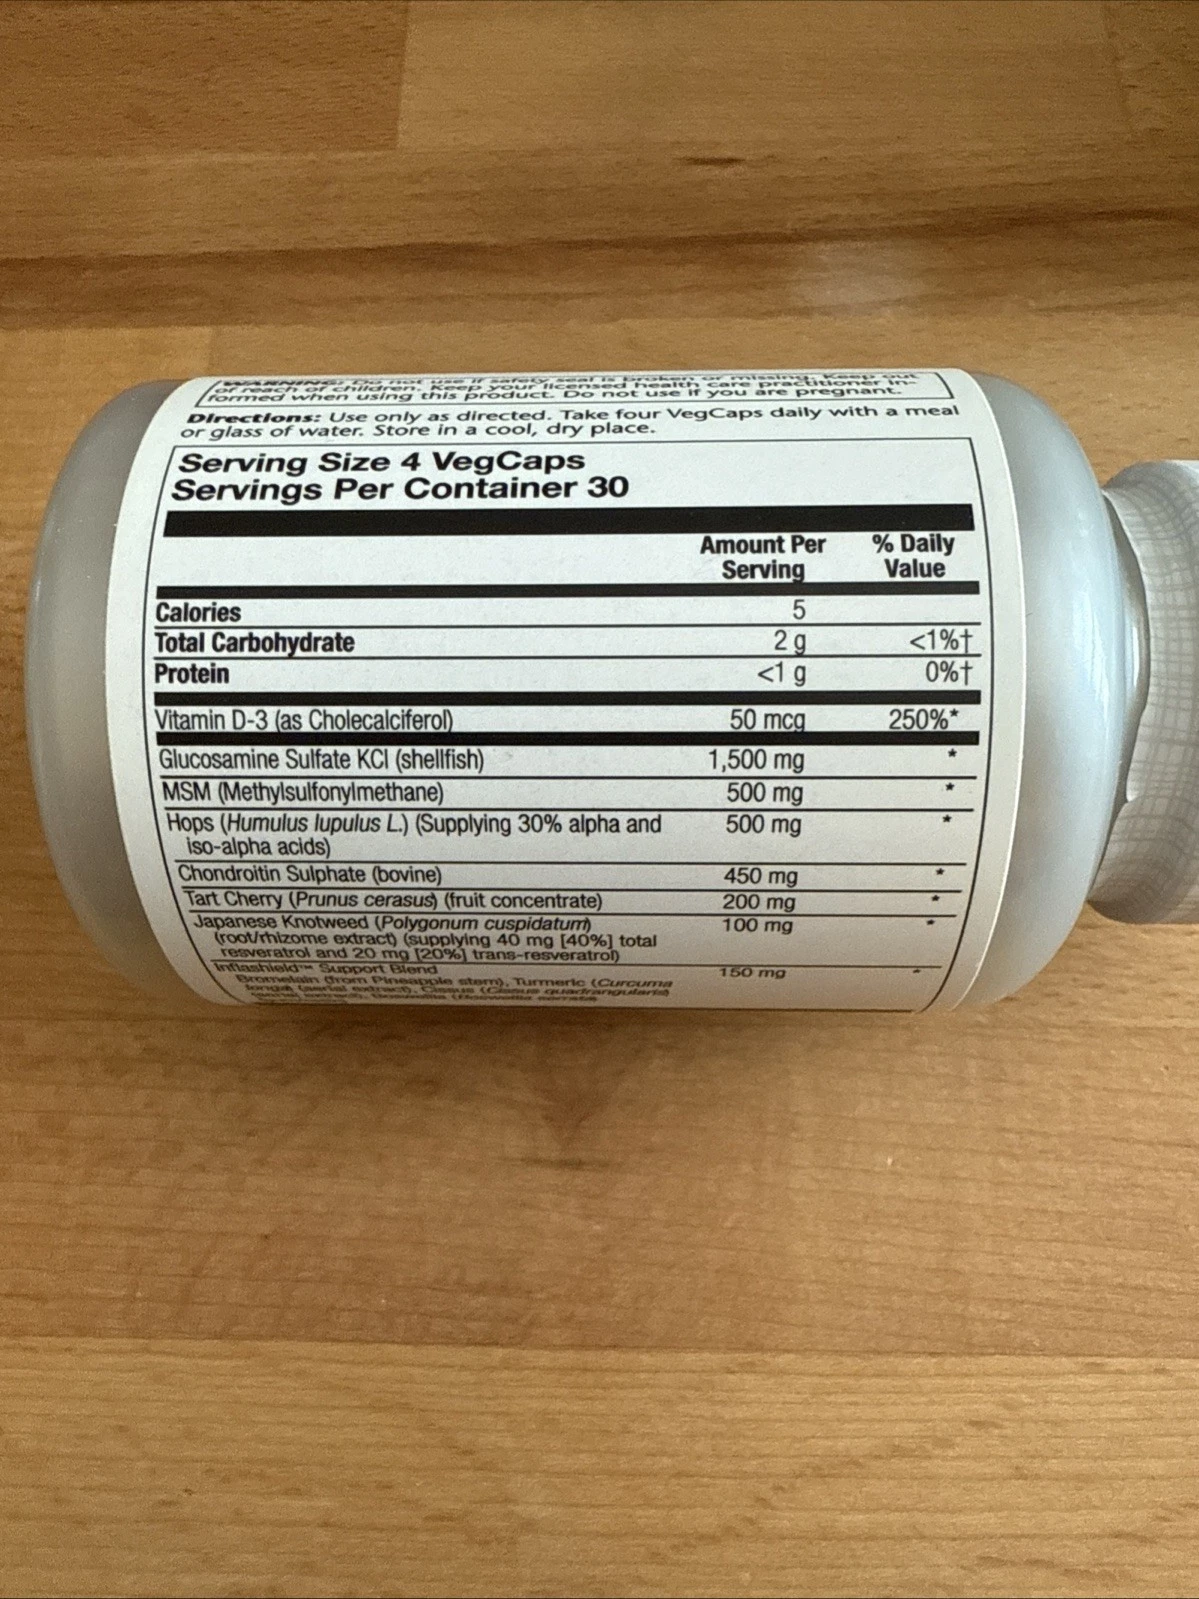 WARNING: Do not use if safety seal is broken or missing. Keep out
of reach of children. Keep your licensed health care practitioner in-
formed when using this product. Do not use if you are pregnant.
Directions: Use only as directed. Take four VegCaps daily with a meal
or glass of water. Store in a cool, dry place.
Serving Size 4 VegCaps
Servings Per Container 30
Amount Per Serving % Daily Value
Calories 5
Total Carbohydrate 2 g <1%†
Protein <1 g 0%†
Vitamin D-3 (as Cholecalciferol) 50 mcg 250%*
Glucosamine Sulfate KCl (shellfish) 1,500 mg *
MSM (Methylsulfonylmethane) 500 mg *
Hops (Humulus lupulus L.) (Supplying 30% alpha and 500 mg *
iso-alpha acids)
Chondroitin Sulphate (bovine) 450 mg *
Tart Cherry (Prunus cerasus) (fruit concentrate) 200 mg *
Japanese Knotweed (Polygonum cuspidatum) 100 mg *
(root/rhizome extract) (supplying 40 mg [40%] total
resveratrol and 20 mg [20%] trans-resveratrol)
Inflashield™ Support Blend 150 mg *
Bromelain (from Pineapple stem), Turmeric (Curcuma
longa) (aerial extract), Cissus (Cissus quadrangularis)